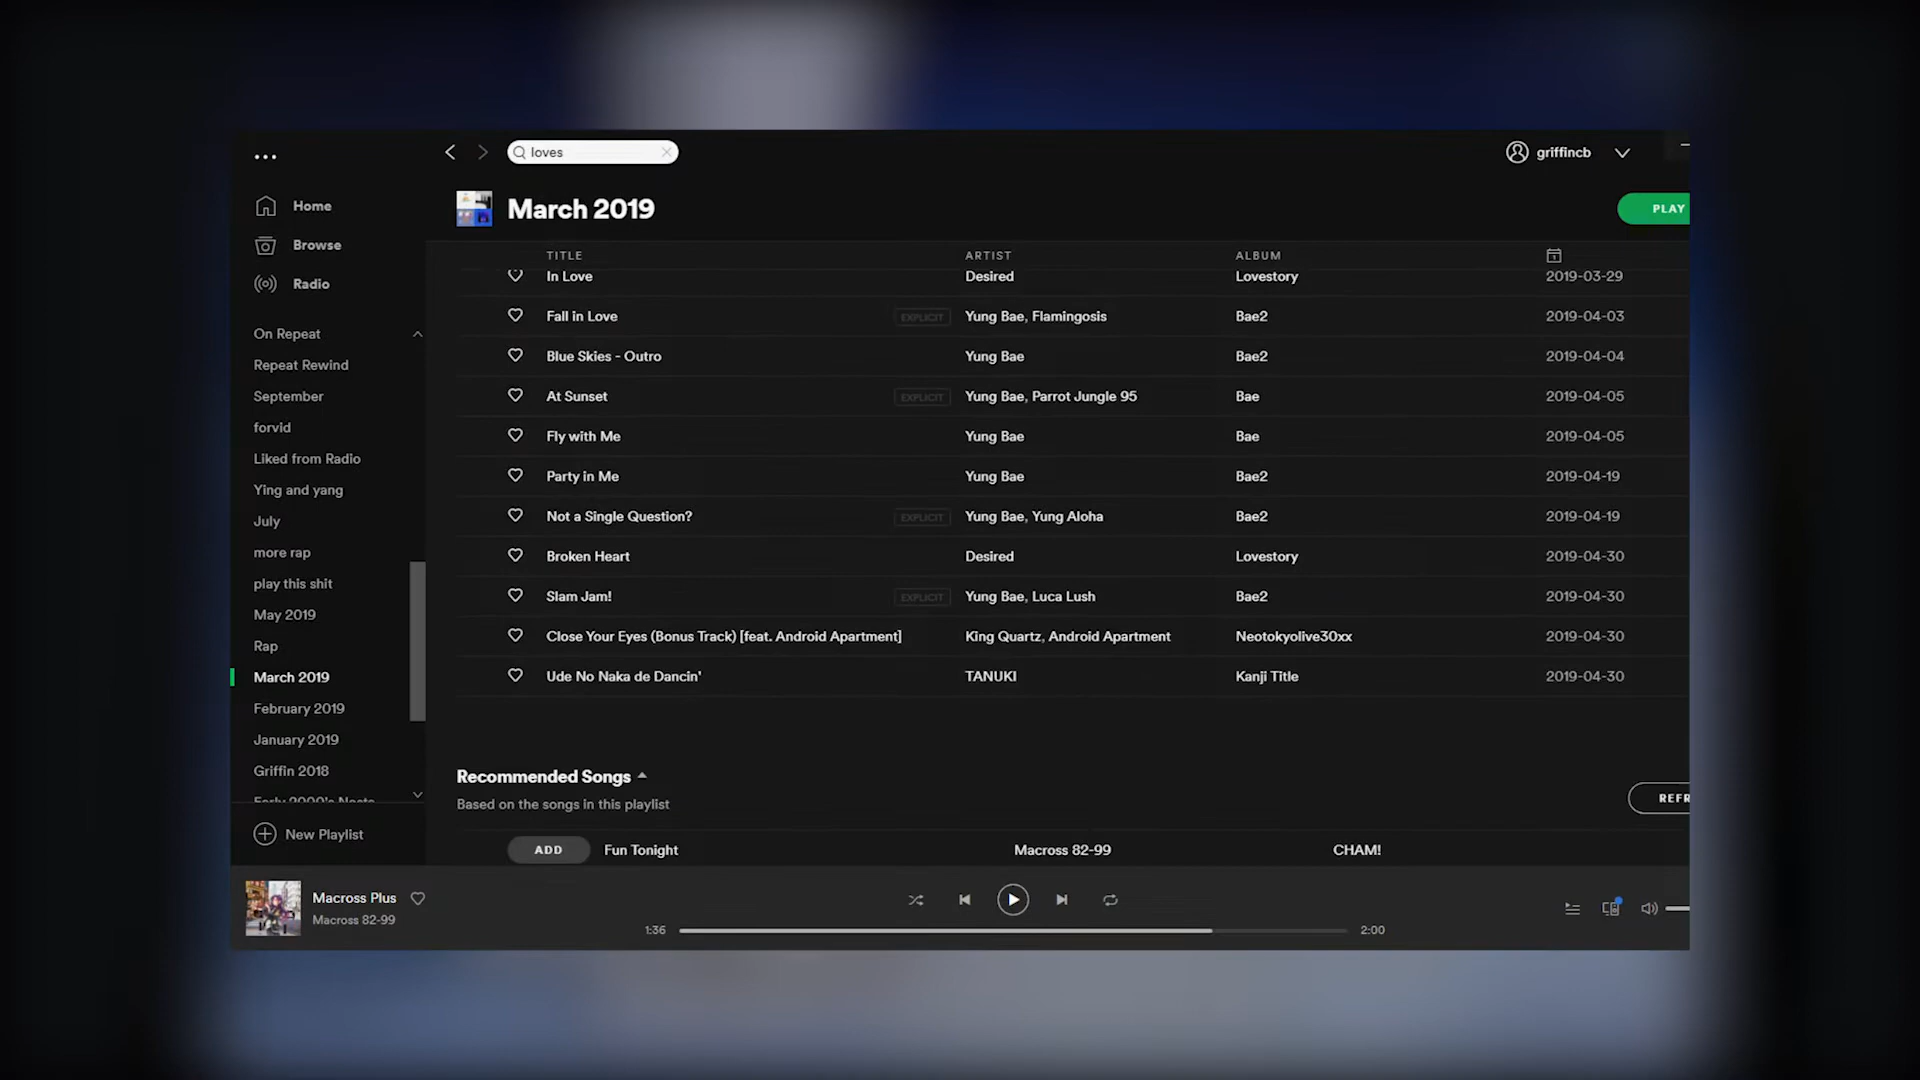 loves
griffincb
Home
Browse
Radio
On Repeat
Repeat Rewind
September
forvid
Liked from Radio
Ying and yang
July
more rap
play this shit
May 2019
Rap
March 2019
February 2019
January 2019
Griffin 2018
New Playlist
March 2019
PLAY
TITLE ARTIST ALBUM
In Love Desired Lovestory 2019-03-29
Fall in Love EXPLICIT Yung Bae, Flamingosis Bae2 2019-04-03
Blue Skies - Outro Yung Bae Bae2 2019-04-04
At Sunset EXPLICIT Yung Bae, Parrot Jungle 95 Bae 2019-04-05
Fly with Me Yung Bae Bae 2019-04-05
Party in Me Yung Bae Bae2 2019-04-19
Not a Single Question? EXPLICIT Yung Bae, Yung Aloha Bae2 2019-04-19
Broken Heart Desired Lovestory 2019-04-30
Slam Jam! EXPLICIT Yung Bae, Luca Lush Bae2 2019-04-30
Close Your Eyes (Bonus Track) [feat. Android Apartment] King Quartz, Android Apartment Neotokyolive30xx 2019-04-30
Ude No Naka de Dancin' TANUKI Kanji Title 2019-04-30
Recommended Songs
Based on the songs in this playlist
REFR
ADD Fun Tonight Macross 82-99 CHAM!
Macross Plus
Macross 82-99
1:36 2:00